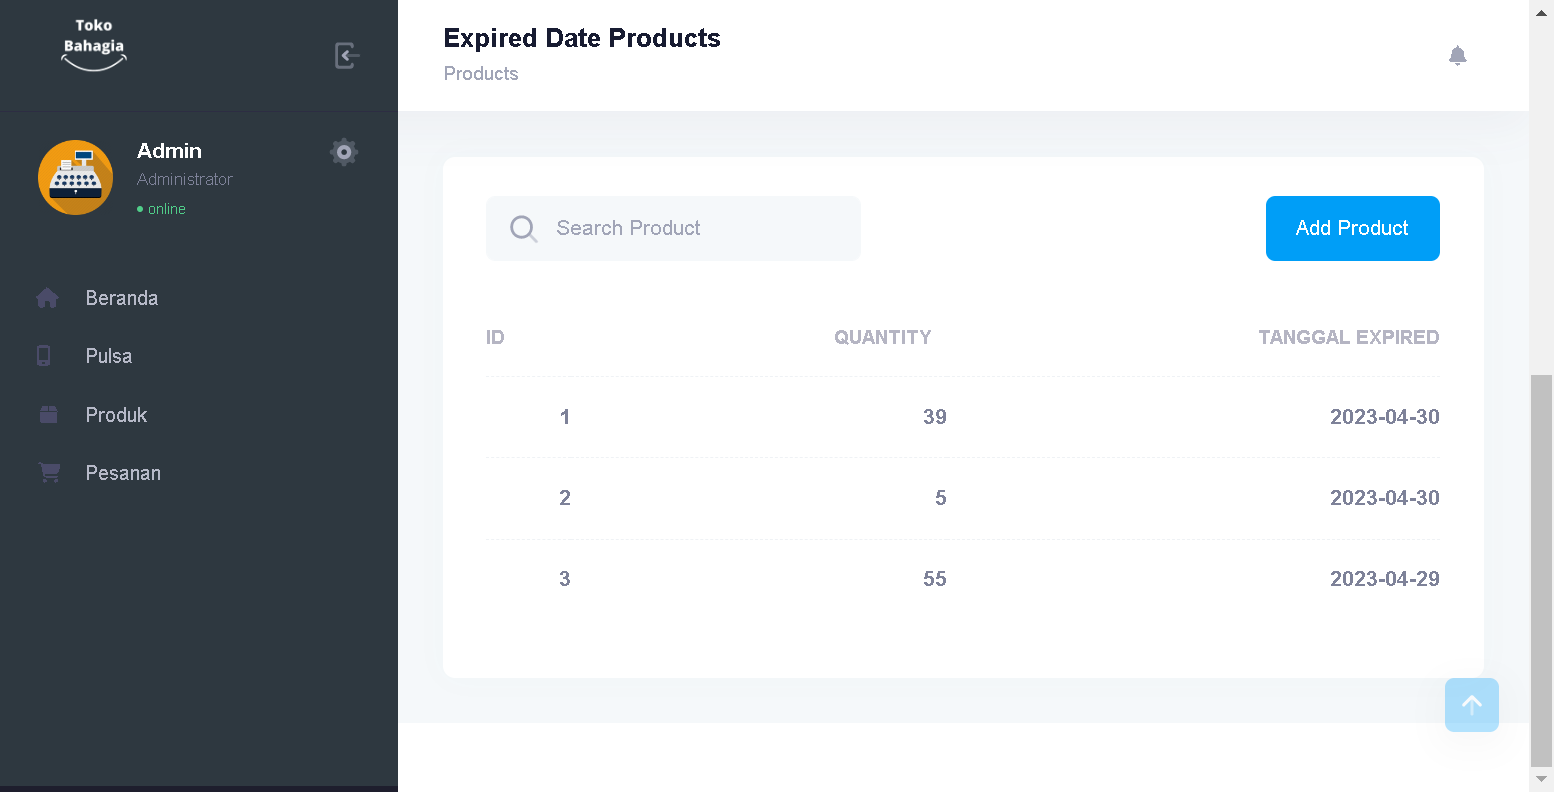 Toko
Bahagia
Admin
Administrator
online
Beranda
Pulsa
Produk
Pesanan
Expired Date Products
Products
Search Product
Add Product
ID QUANTITY TANGGAL EXPIRED
1 39 2023-04-30
2 5 2023-04-30
3 55 2023-04-29